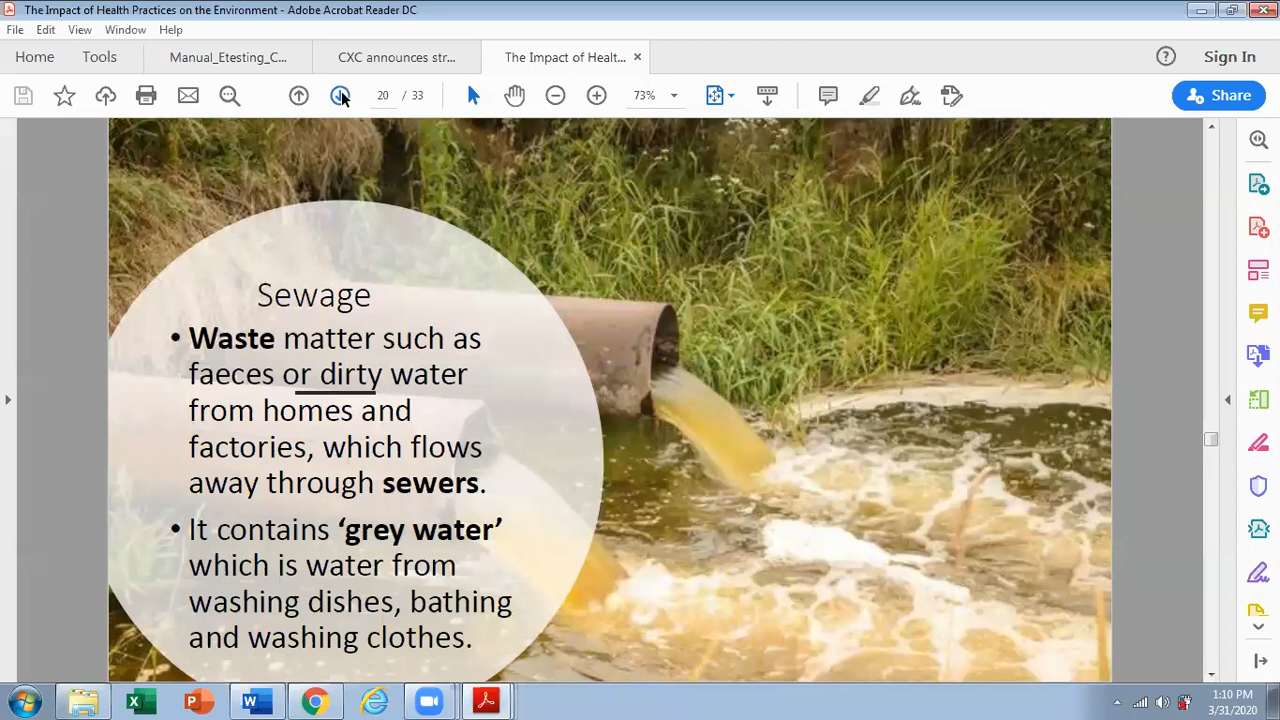 The Impact of Health Practices on the Environment - Adobe Acrobat Reader DC
File Edit View Window Help
Home Tools Manual_Etesting_C... CXC announces str... The Impact of Healt... ×
? Sign In
20 / 33 73% Share
Sewage
• Waste matter such as
faeces or dirty water
from homes and
factories, which flows
away through sewers.
• It contains ‘grey water’
which is water from
washing dishes, bathing
and washing clothes.
1:10 PM
3/31/2020